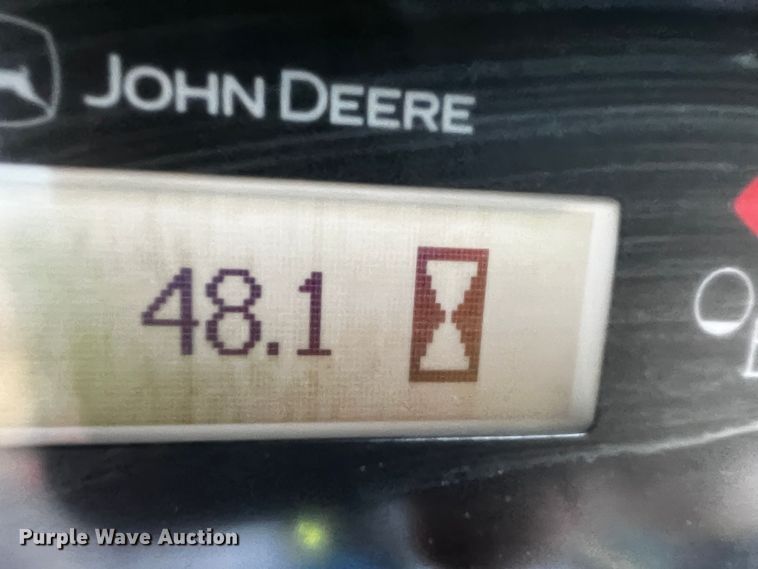 JOHN DEERE
48.1
Purple Wave Auction